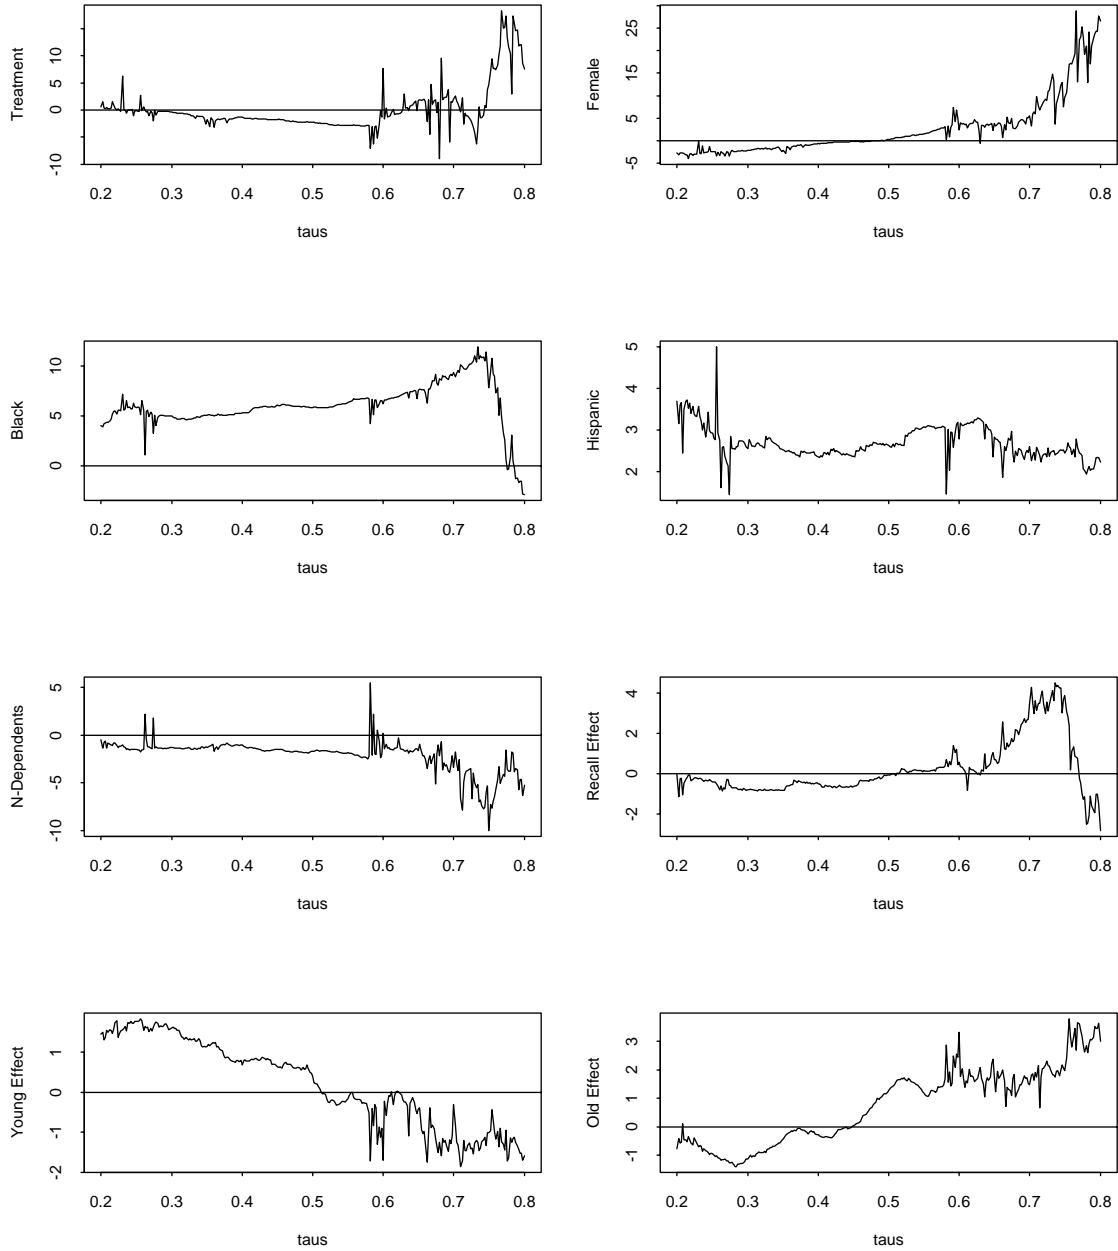 Treatment
-10 0 5 10
0.2 0.3 0.4 0.5 0.6 0.7 0.8
taus
Female
-5 5 15 25
0.2 0.3 0.4 0.5 0.6 0.7 0.8
taus
Black
0 5 10
0.2 0.3 0.4 0.5 0.6 0.7 0.8
taus
Hispanic
2 3 4 5
0.2 0.3 0.4 0.5 0.6 0.7 0.8
taus
N-Dependents
-10 -5 0 5
0.2 0.3 0.4 0.5 0.6 0.7 0.8
taus
Recall Effect
-2 0 2 4
0.2 0.3 0.4 0.5 0.6 0.7 0.8
taus
Young Effect
-2 -1 0 1
0.2 0.3 0.4 0.5 0.6 0.7 0.8
taus
Old Effect
-1 0 1 2 3
0.2 0.3 0.4 0.5 0.6 0.7 0.8
taus